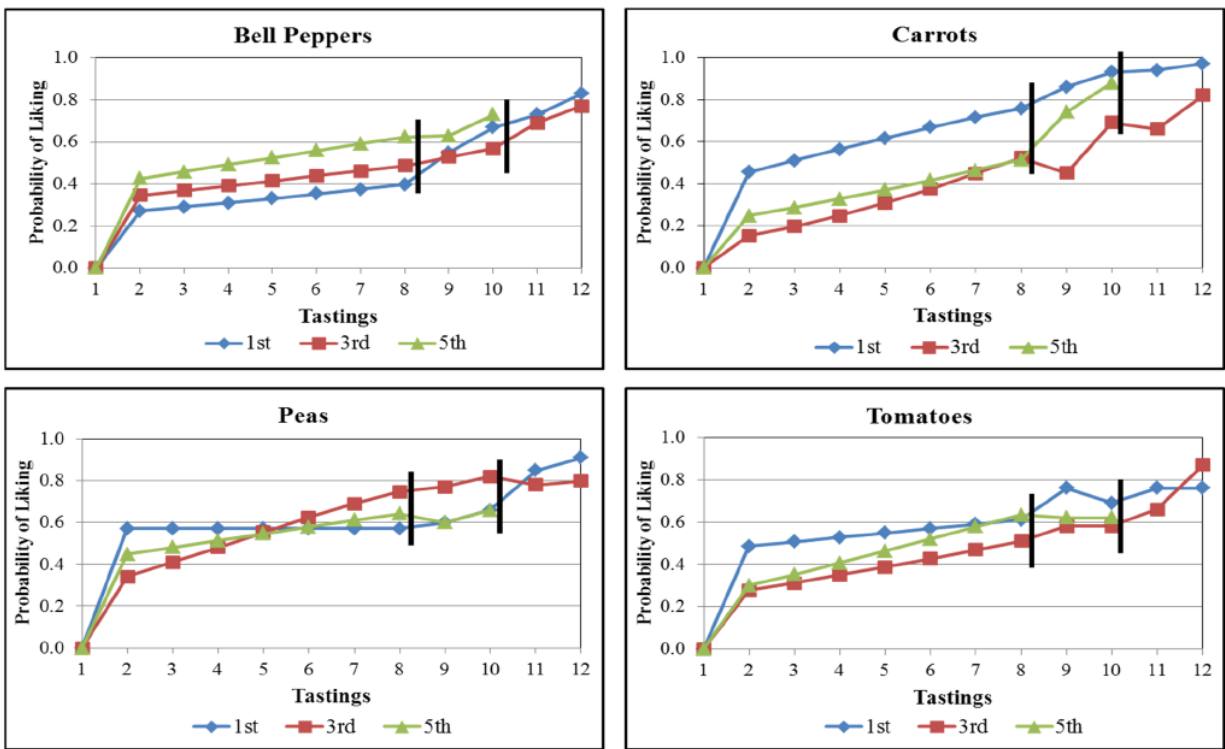 Bell Peppers
Probability of Liking
1.0
0.8
0.6
0.4
0.2
0.0
1 2 3 4 5 6 7 8 9 10 11 12
Tastings
1st 3rd 5th
Carrots
Probability of Liking
1.0
0.8
0.6
0.4
0.2
0.0
1 2 3 4 5 6 7 8 9 10 11 12
Tastings
1st 3rd 5th
Peas
Probability of Liking
1.0
0.8
0.6
0.4
0.2
0.0
1 2 3 4 5 6 7 8 9 10 11 12
Tastings
1st 3rd 5th
Tomatoes
Probability of Liking
1.0
0.8
0.6
0.4
0.2
0.0
1 2 3 4 5 6 7 8 9 10 11 12
Tastings
1st 3rd 5th